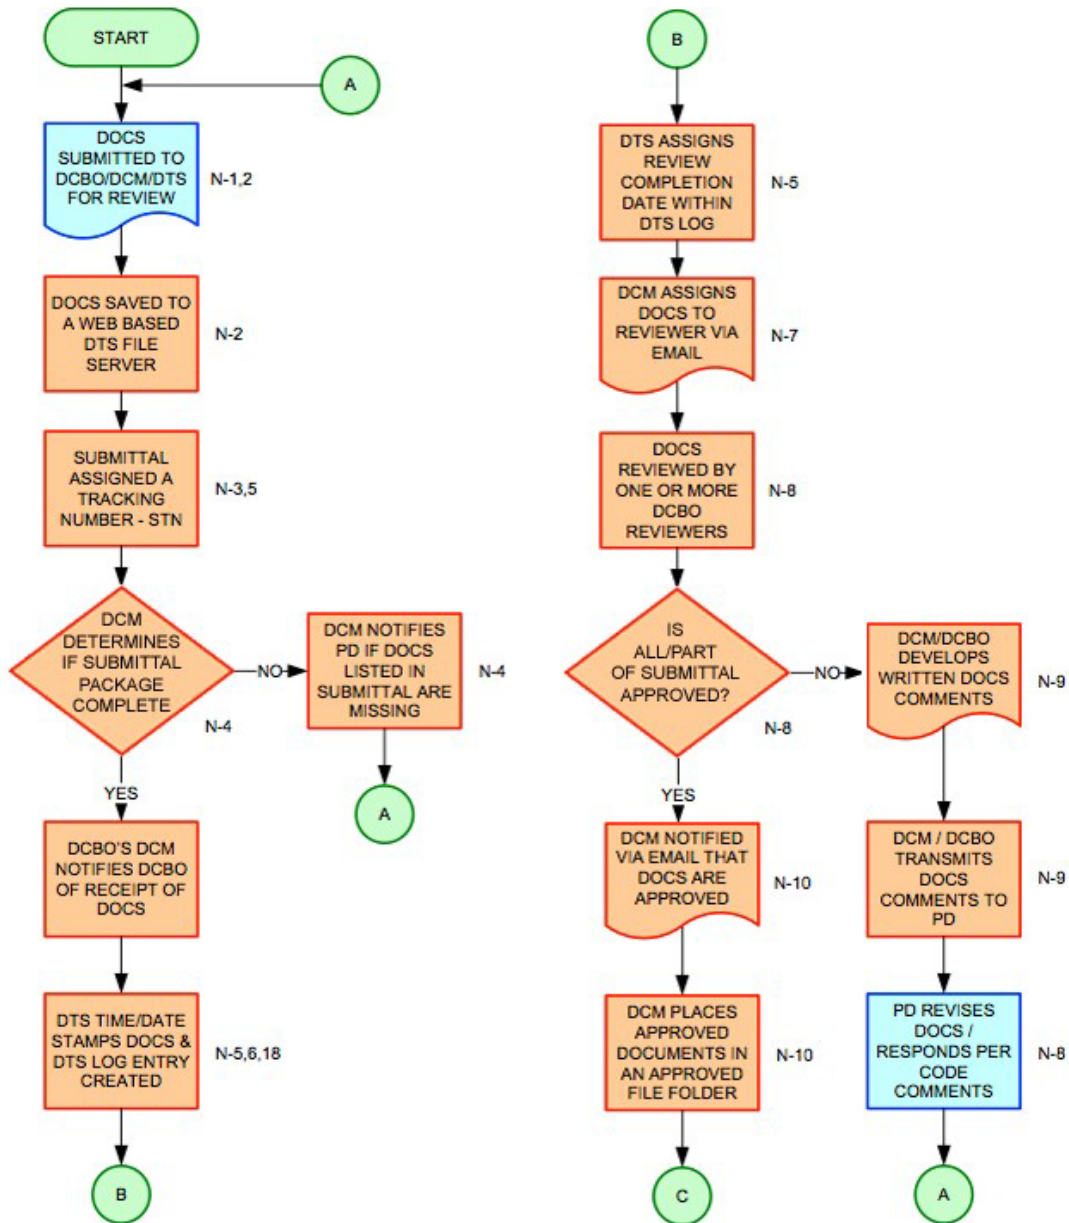 START
A
DOCS
SUBMITTED TO
DCBO/DCM/DTS
FOR REVIEW
N-1,2
DOCS SAVED TO
A WEB BASED
DTS FILE
SERVER
N-2
SUBMITTAL
ASSIGNED A
TRACKING
NUMBER - STN
N-3,5
DCM
DETERMINES
IF SUBMITTAL
PACKAGE
COMPLETE
N-4
NO
DCM NOTIFIES
PD IF DOCS
LISTED IN
SUBMITTAL ARE
MISSING
N-4
A
YES
DCBO'S DCM
NOTIFIES DCBO
OF RECEIPT OF
DOCS
DTS TIME/DATE
STAMPS DOCS &
DTS LOG ENTRY
CREATED
N-5,6,18
B
B
DTS ASSIGNS
REVIEW
COMPLETION
DATE WITHIN
DTS LOG
N-5
DCM ASSIGNS
DOCS TO
REVIEWER VIA
EMAIL
N-7
DOCS
REVIEWED BY
ONE OR MORE
DCBO
REVIEWERS
N-8
IS
ALL/PART
OF SUBMITTAL
APPROVED?
N-8
NO
DCM/DCBO
DEVELOPS
WRITTEN DOCS
COMMENTS
N-9
YES
DCM NOTIFIED
VIA EMAIL THAT
DOCS ARE
APPROVED
N-10
DCM / DCBO
TRANSMITS
DOCS
COMMENTS TO
PD
N-9
DCM PLACES
APPROVED
DOCUMENTS IN
AN APPROVED
FILE FOLDER
N-10
PD REVISES
DOCS /
RESPONDS PER
CODE
COMMENTS
N-8
C
A